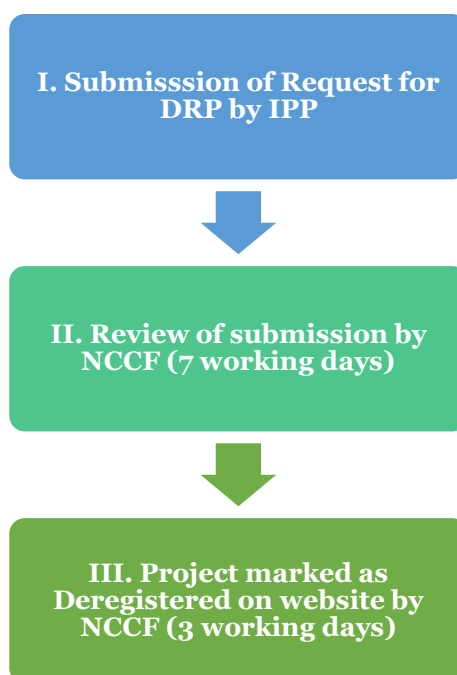 I. Submisssion of Request for
DRP by IPP
II. Review of submission by
NCCF (7 working days)
III. Project marked as
Deregistered on website by
NCCF (3 working days)